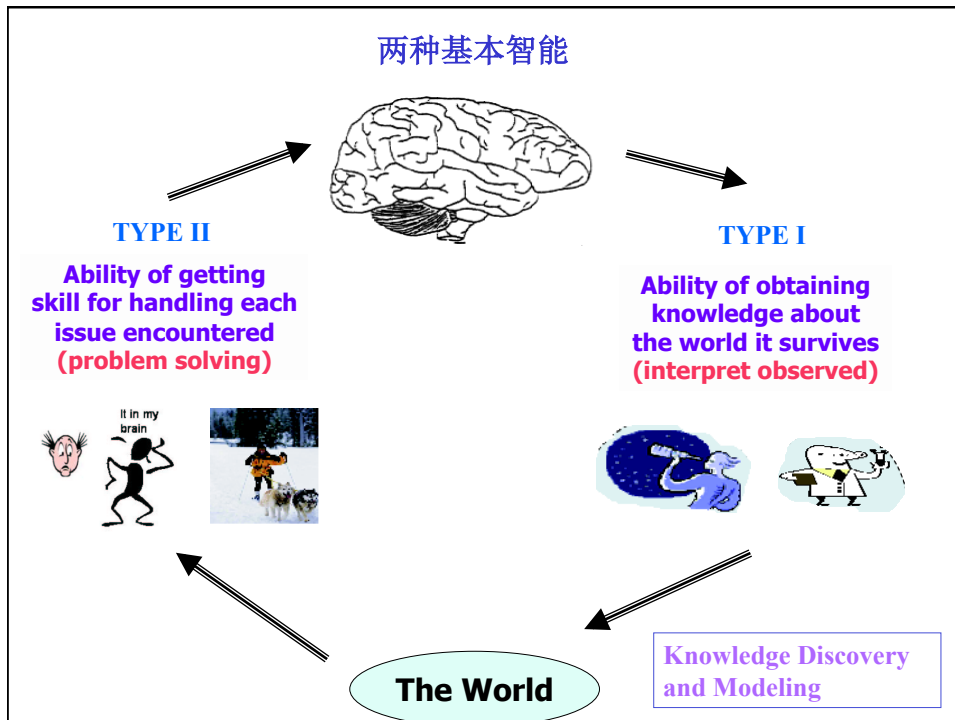 两种基本智能
TYPE II
Ability of getting
skill for handling each
issue encountered
(problem solving)
TYPE I
Ability of obtaining
knowledge about
the world it survives
(interpret observed)
It in my
brain
The World
Knowledge Discovery
and Modeling